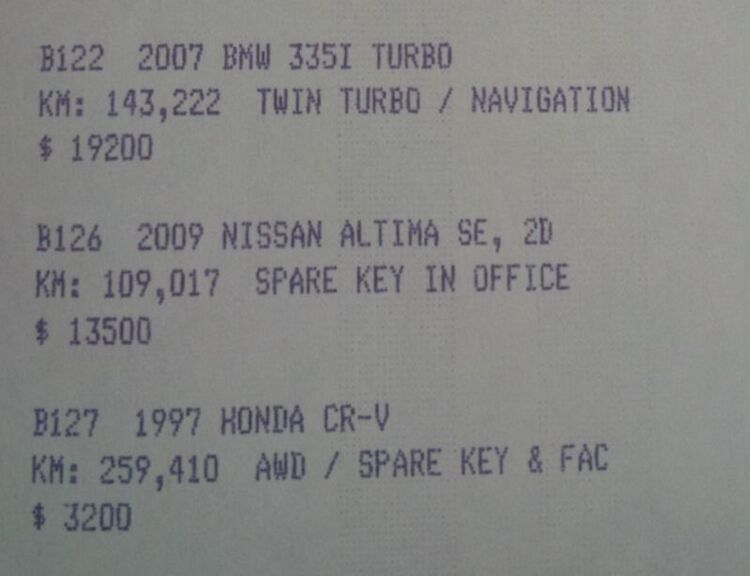 B122 2007 BMW 335I TURBO
KM: 143,222 TWIN TURBO / NAVIGATION
$ 19200
B126 2009 NISSAN ALTIMA SE, 2D
KM: 109,017 SPARE KEY IN OFFICE
$ 13500
B127 1997 HONDA CR-V
KM: 259,410 AWD / SPARE KEY & FAC
$ 3200